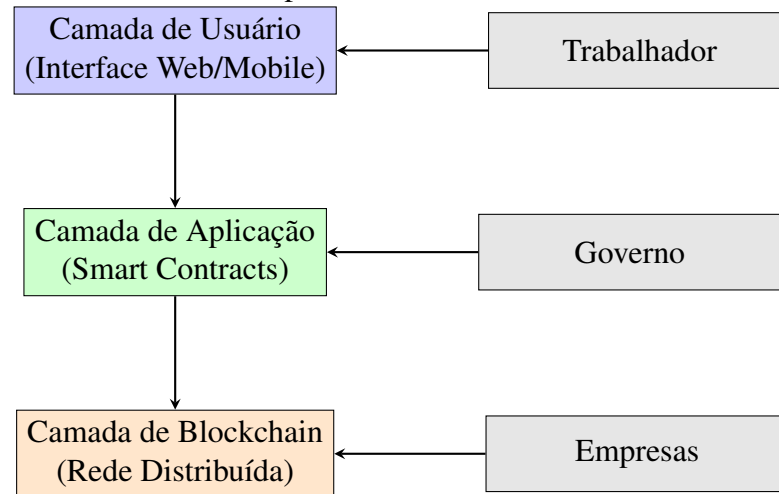 Camada de Usuário
(Interface Web/Mobile)
Trabalhador
Camada de Aplicação
(Smart Contracts)
Governo
Camada de Blockchain
(Rede Distribuída)
Empresas